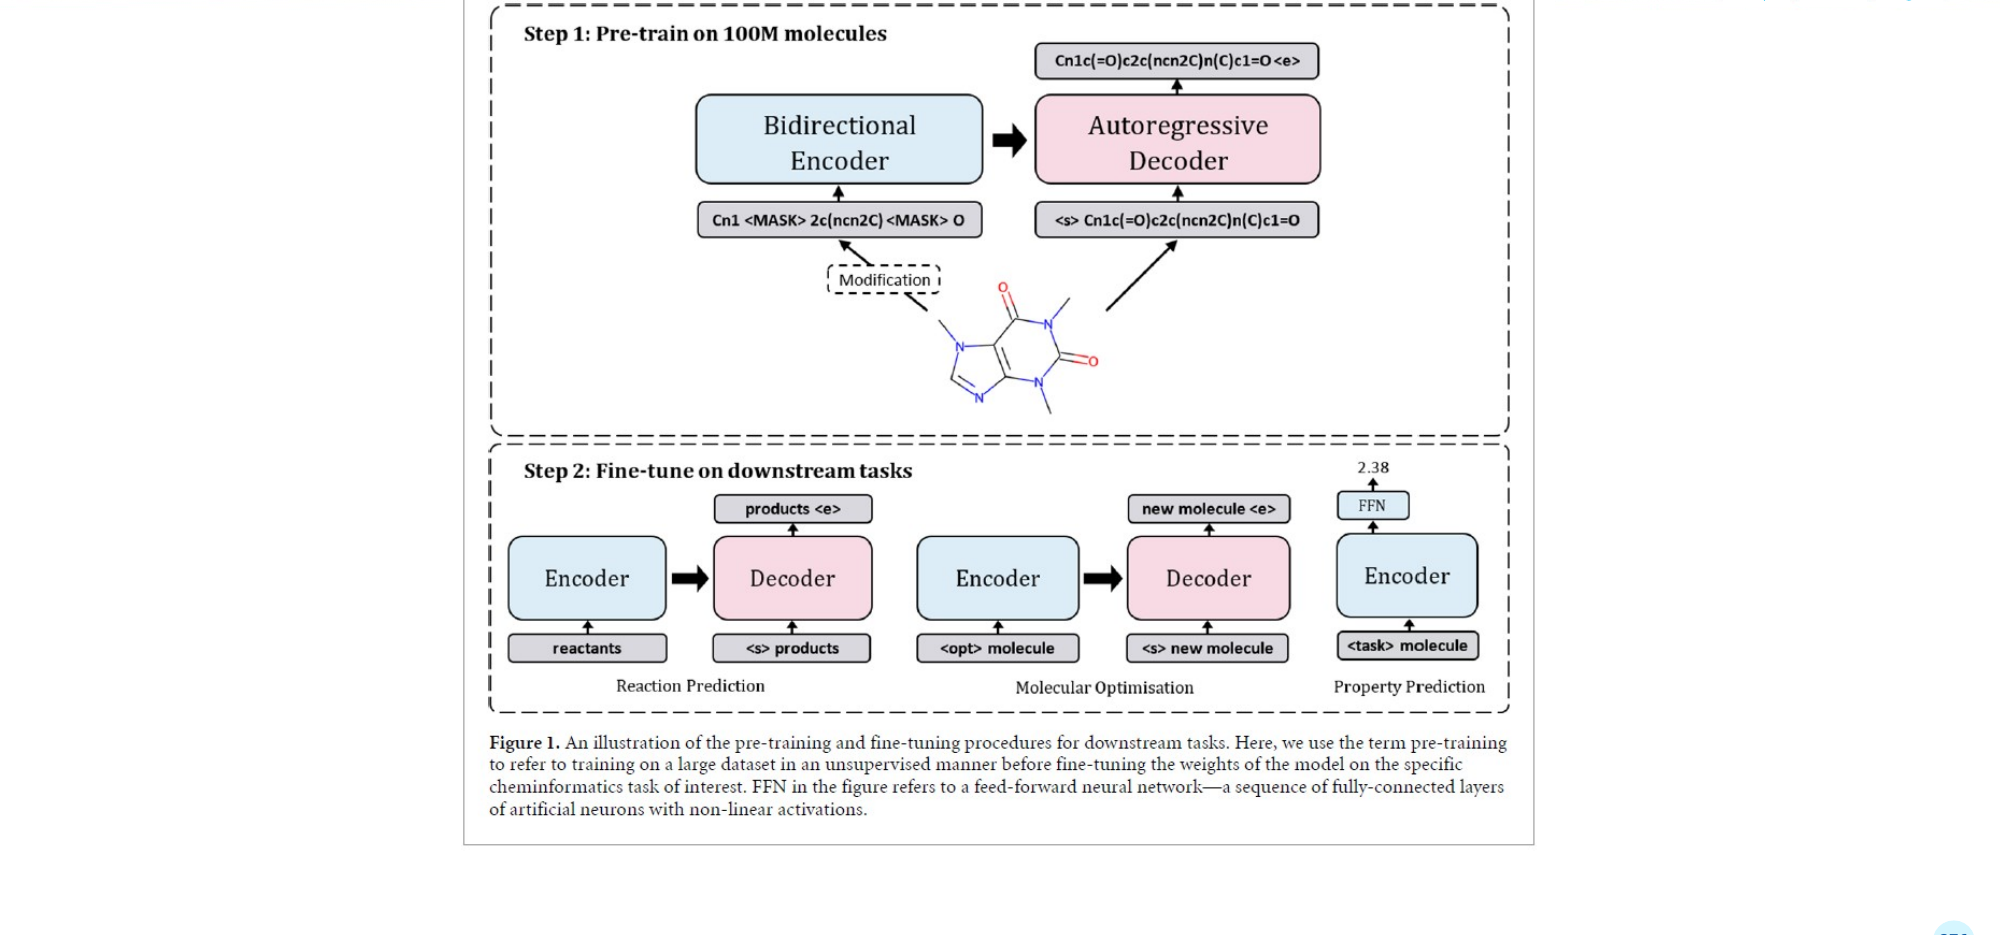 Step 1: Pre-train on 100M molecules
Cn1c(=O)c2c(ncn2C)n(C)c1=O<e>
Bidirectional
Encoder
Autoregressive
Decoder
Cn1 <MASK> 2c(ncn2C) <MASK> O
<s> Cn1c(=O)c2c(ncn2C)n(C)c1=O
Modification
O
N
N
O
N
N
Step 2: Fine-tune on downstream tasks
2.38
products <e>
new molecule <e>
FFN
Encoder
Decoder
Encoder
Decoder
Encoder
reactants
<s> products
<opt> molecule
<s> new molecule
<task> molecule
Reaction Prediction
Molecular Optimisation
Property Prediction
Figure 1. An illustration of the pre-training and fine-tuning procedures for downstream tasks. Here, we use the term pre-training
to refer to training on a large dataset in an unsupervised manner before fine-tuning the weights of the model on the specific
cheminformatics task of interest. FFN in the figure refers to a feed-forward neural network—a sequence of fully-connected layers
of artificial neurons with non-linear activations.